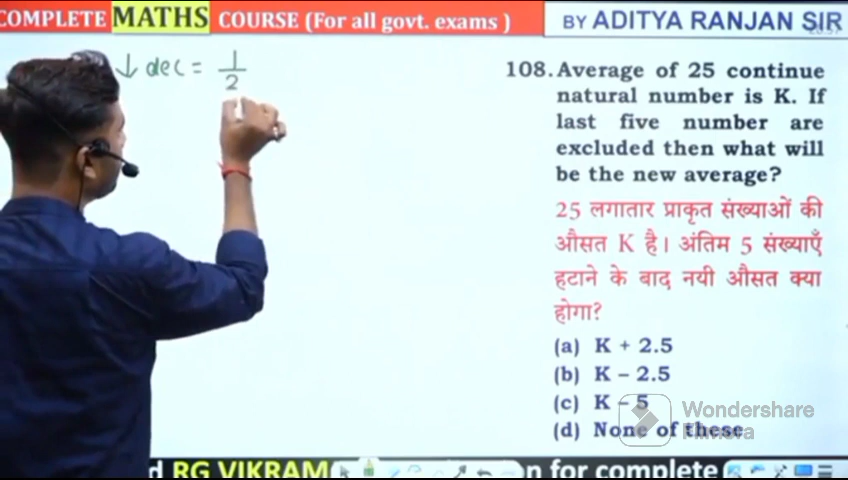 COMPLETE MATHS COURSE (For all govt. exams )
BY ADITYA RANJAN SIR
↓ dec = 1/2
108. Average of 25 continue
natural number is K. If
last five number are
excluded then what will
be the new average?
25 लगातार प्राकृत संख्याओं की
औसत K है। अंतिम 5 संख्याएँ
हटाने के बाद नयी औसत क्या
होगा?
(a) K + 2.5
(b) K – 2.5
(c) K – 5
(d) None of these
Wondershare
Filmora
RG VIKRAM
n for complete